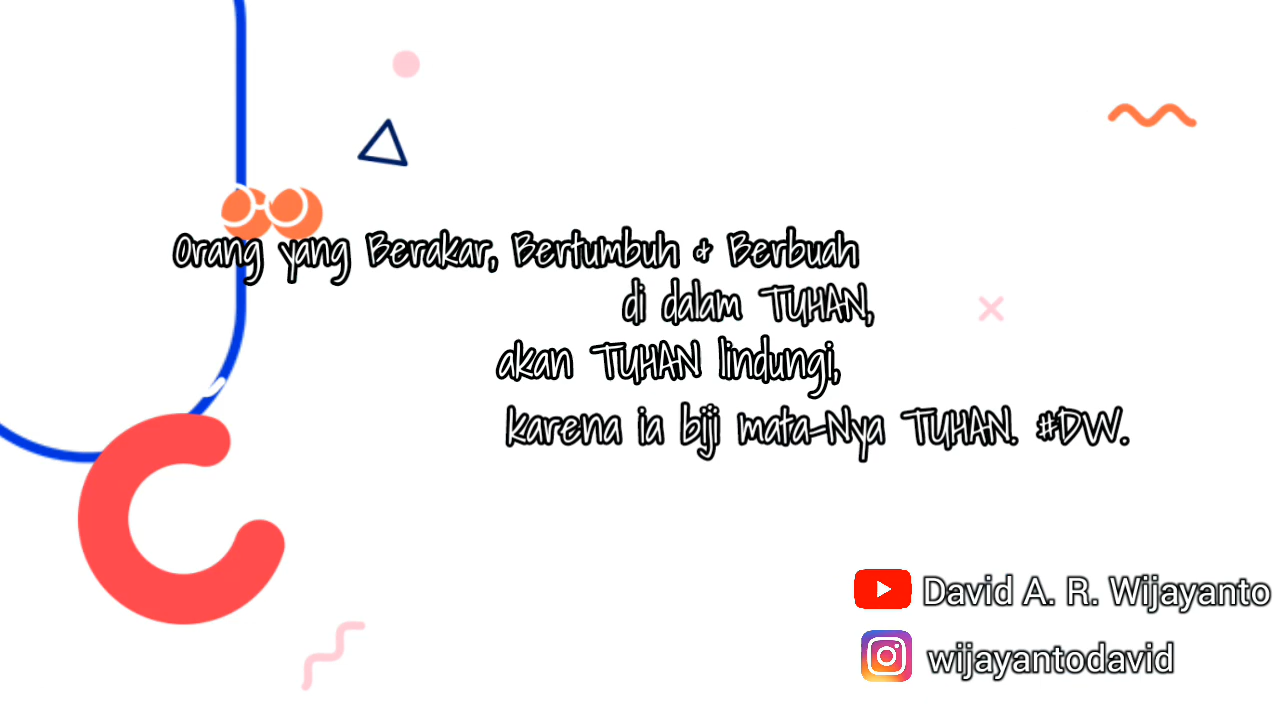 Orang yang Berakar, Bertumbuh & Berbuah
di dalam TUHAN,
akan TUHAN lindungi,
karena ia biji mata-Nya TUHAN. #DW.
David A. R. Wijayanto
wijayantodavid